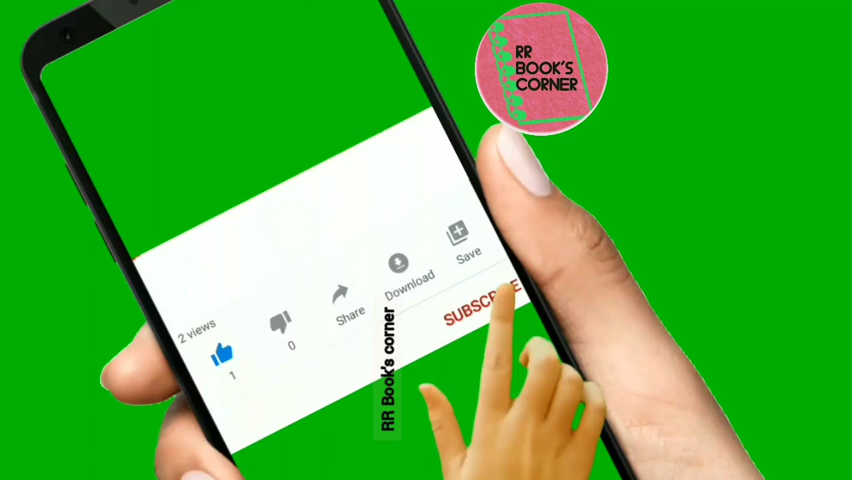 RR
BOOK'S
CORNER
2 views
1
0
Share
Download
Save
SUBSCRIBE
RR Book's corner